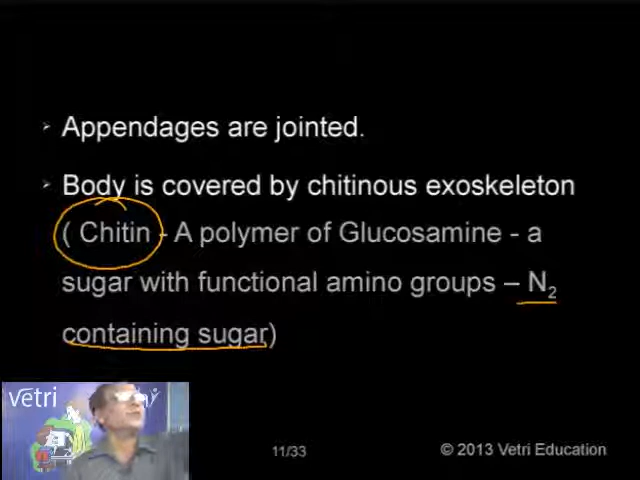 Appendages are jointed.
Body is covered by chitinous exoskeleton
( Chitin - A polymer of Glucosamine - a
sugar with functional amino groups – N2
containing sugar)
vetri
11/33
© 2013 Vetri Education